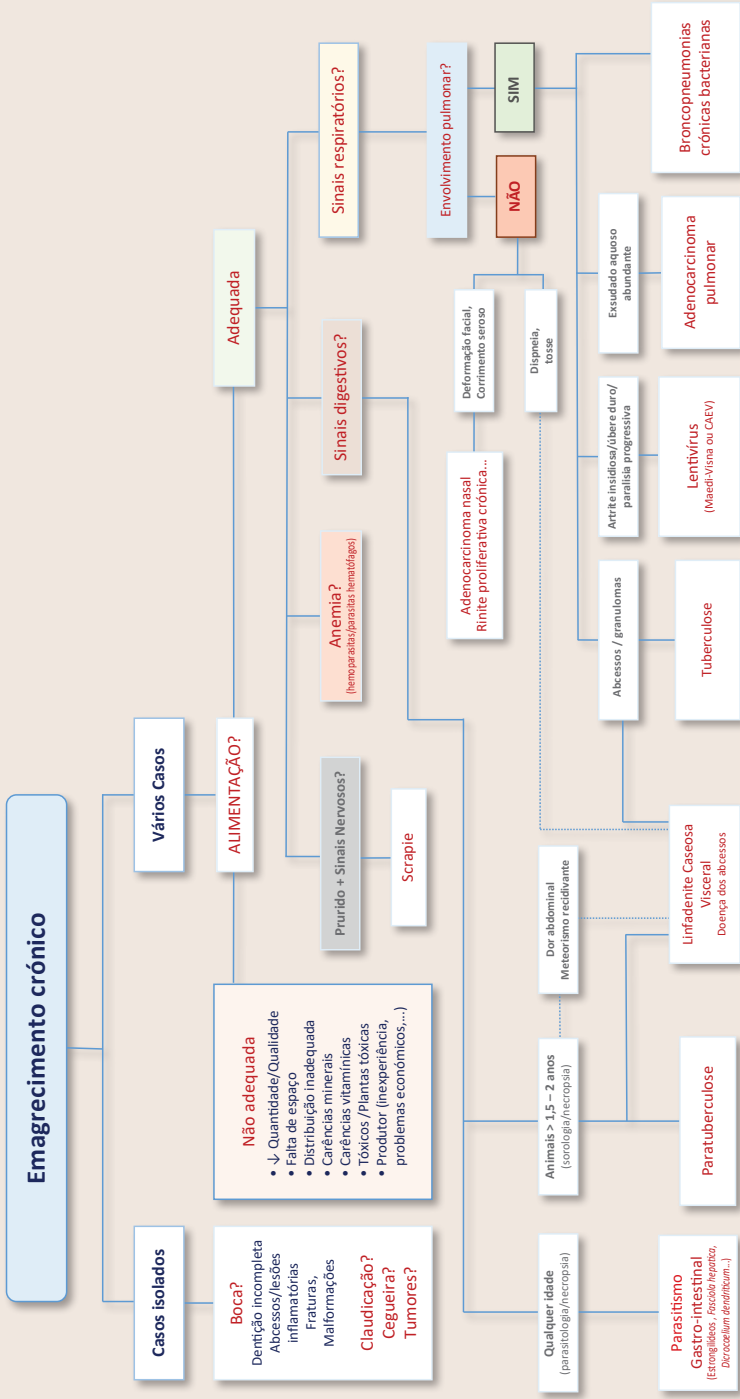 Emagrecimento crónico
Casos isolados
Vários Casos
Boca?
Dentição incompleta
Abcessos/lesões
inflamatórias
Fraturas,
Malformações
Claudicação?
Cegueira?
Tumores?
ALIMENTAÇÃO?
Não adequada
• ↓ Quantidade/Qualidade
• Falta de espaço
• Distribuição inadequada
• Carências minerais
• Carências vitamínicas
• Tóxicos /Plantas tóxicas
• Produtor (inexperiência,
problemas económicos,...)
Adequada
Prurido + Sinais Nervosos?
Anemia?
(hemoparasitas/parasitas hematófagos)
Sinais digestivos?
Sinais respiratórios?
Scrapie
Envolvimento pulmonar?
NÃO
SIM
Deformação facial,
Corrimento seroso
Dispneia,
tosse
Adenocarcinoma nasal
Rinite proliferativa crónica...
Qualquer idade
(parasitologia/necropsia)
Animais > 1,5 – 2 anos
(sorologia/necropsia)
Dor abdominal
Meteorismo recidivante
Abcessos / granulomas
Artrite insidiosa/úbere duro/
paralisia progressiva
Exsudado aquoso
abundante
Parasitismo
Gastro-intestinal
(Estrongilídeos, Fasciola hepatica,
Dicrocoelium dendriticum...)
Paratuberculose
Linfadenite Caseosa
Visceral
Doença dos abcessos
Tuberculose
Lentivírus
(Maedi-Visna ou CAEV)
Adenocarcinoma
pulmonar
Broncopneumonias
crónicas bacterianas